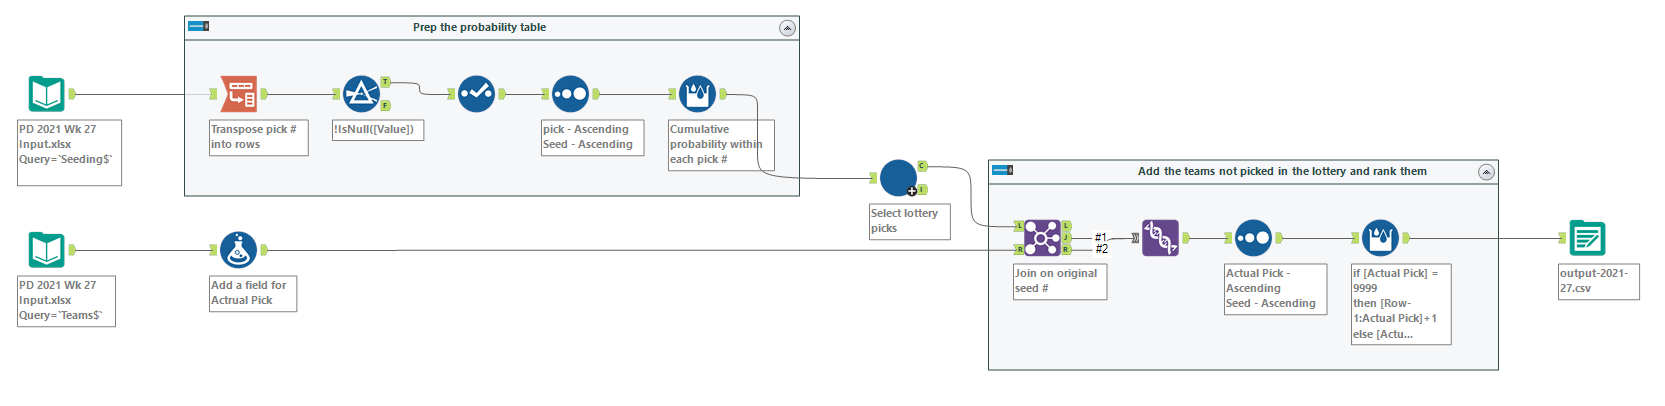 Prep the probability table
T
F
PD 2021 Wk 27
Input.xlsx
Query=`Seeding$`
Transpose pick #
into rows
!IsNull([Value])
pick - Ascending
Seed - Ascending
Cumulative
probability within
each pick #
C
I
Select lottery
picks
Add the teams not picked in the lottery and rank them
L
R
L
J
R
#1
#2
PD 2021 Wk 27
Input.xlsx
Query=`Teams$`
Add a field for
Actrual Pick
Join on original
seed #
Actual Pick -
Ascending
Seed - Ascending
if [Actual Pick] =
9999
then [Row-
1:Actual Pick]+1
else [Actu...
output-2021-
27.csv